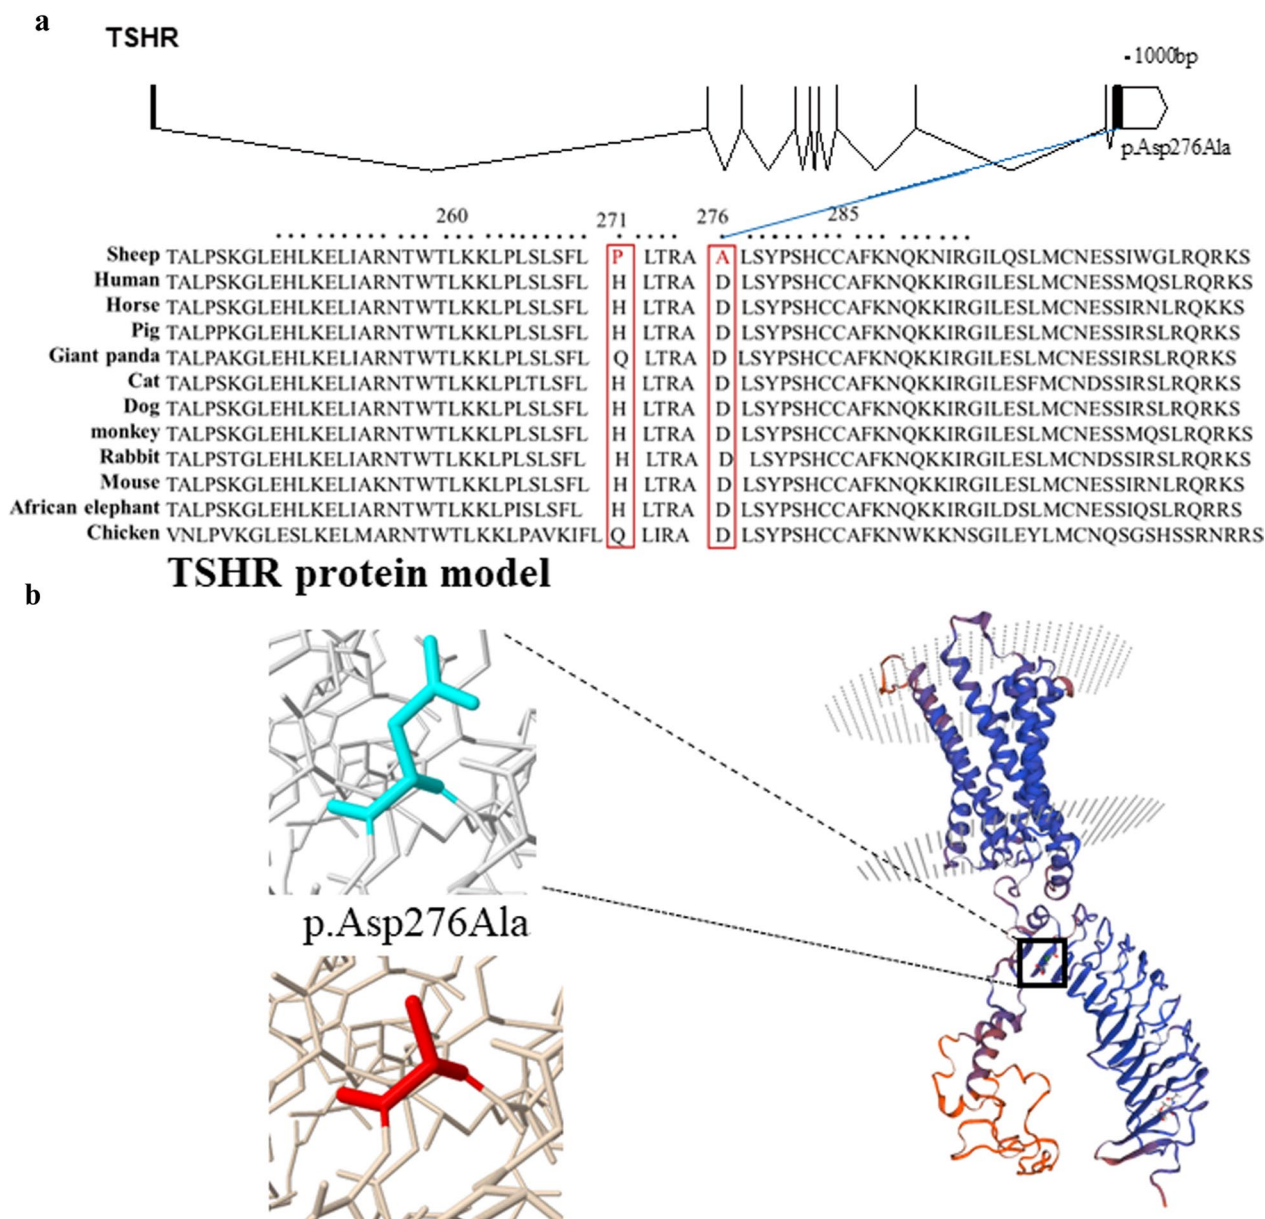 a
TSHR
-1000bp
p.Asp276Ala
260 271 276 285
Sheep TALPSKGLEHLKELIARNTWTLKKLPLSLSFL P LTRA A LSYPSHCCAFKNQKNIRGILQSLMCNESSIWGLRQRKS
Human TALPSKGLEHLKELIARNTWTLKKLPLSLSFL H LTRA D LSYPSHCCAFKNQKKIRGILESLMCNESSMQSLRQRKS
Horse TALPSKGLEHLKELIARNTWTLKKLPLSLSFL H LTRA D LSYPSHCCAFKNQKKIRGILESLMCNESSIRNLRQKKS
Pig TALPPKGLEHLKELIARNTWTLKKLPLSLSFL H LTRA D LSYPSHCCAFKNQKKIRGILESLMCNESSIRSLRQRKS
Giant panda TALPAKGLEHLKELIARNTWTLKKLPLSLSFL Q LTRA D LSYPSHCCAFKNQKKIRGILESLMCNESSIRSLRQRKS
Cat TALPSKGLEHLKELIARNTWTLKKLPLTLSFL H LTRA D LSYPSHCCAFKNQKKIRGILESFMCNDSSIRSLRQRKS
Dog TALPSKGLEHLKELIARNTWTLKKLPLSLSFL H LTRA D LSYPSHCCAFKNQKKIRGILESLMCNESSIRSLRQRKS
monkey TALPSKGLEHLKELIARNTWTLKKLPLSLSFL H LTRA D LSYPSHCCAFKNQKKIRGILESLMCNESSMQSLRQRKS
Rabbit TALPSTGLEHLKELIARNTWTLKKLPLSLSFL H LTRA D LSYPSHCCAFKNQKKIRGILESLMCNDSSIRSLRQRKS
Mouse TALPSKGLEHLKELIAKNTWTLKKLPLSLSFL H LTRA D LSYPSHCCAFKNQKKIRGILESLMCNESSIRNLRQRKS
African elephant TALPSKGLEHLKELIARNTWTLKKLPISLSFL H LTRA D LSYPSHCCAFKNQKKIRGILDSLMCNESSIQSLRQRRS
Chicken VNLPVKGLESLKELMARNTWTLKKLPAVKIFL Q LIRA D LSYPSHCCAFKNWKKNSGILEYLMCNQSGSHSSRNRRS
TSHR protein model
b
p.Asp276Ala